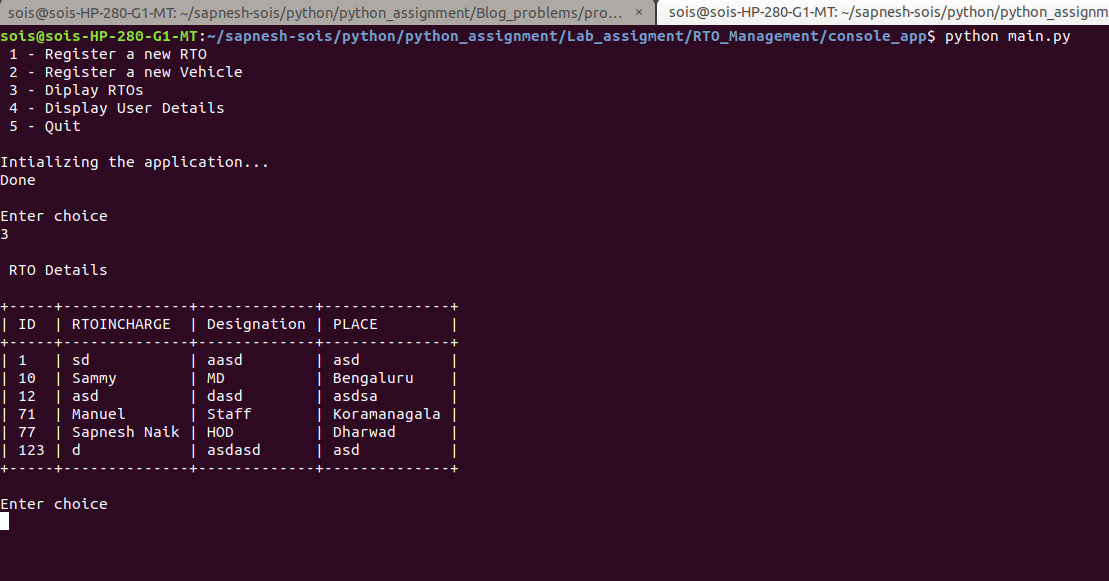 sois@sois-HP-280-G1-MT: ~/sapnesh-sois/python/python_assignment/Blog_problems/pro... × sois@sois-HP-280-G1-MT: ~/sapnesh-sois/python/python_assignm
sois@sois-HP-280-G1-MT:~/sapnesh-sois/python/python_assignment/Lab_assigment/RTO_Management/console_app$ python main.py
1 - Register a new RTO
2 - Register a new Vehicle
3 - Diplay RTOs
4 - Display User Details
5 - Quit
Intializing the application...
Done
Enter choice
3
RTO Details
+-----+--------------+-------------+--------------+
| ID  | RTOINCHARGE  | Designation | PLACE        |
+-----+--------------+-------------+--------------+
| 1   | sd           | aasd        | asd          |
| 10  | Sammy        | MD          | Bengaluru    |
| 12  | asd          | dasd        | asdsa        |
| 71  | Manuel       | Staff       | Koramanagala |
| 77  | Sapnesh Naik | HOD         | Dharwad      |
| 123 | d            | asdasd      | asd          |
+-----+--------------+-------------+--------------+
Enter choice